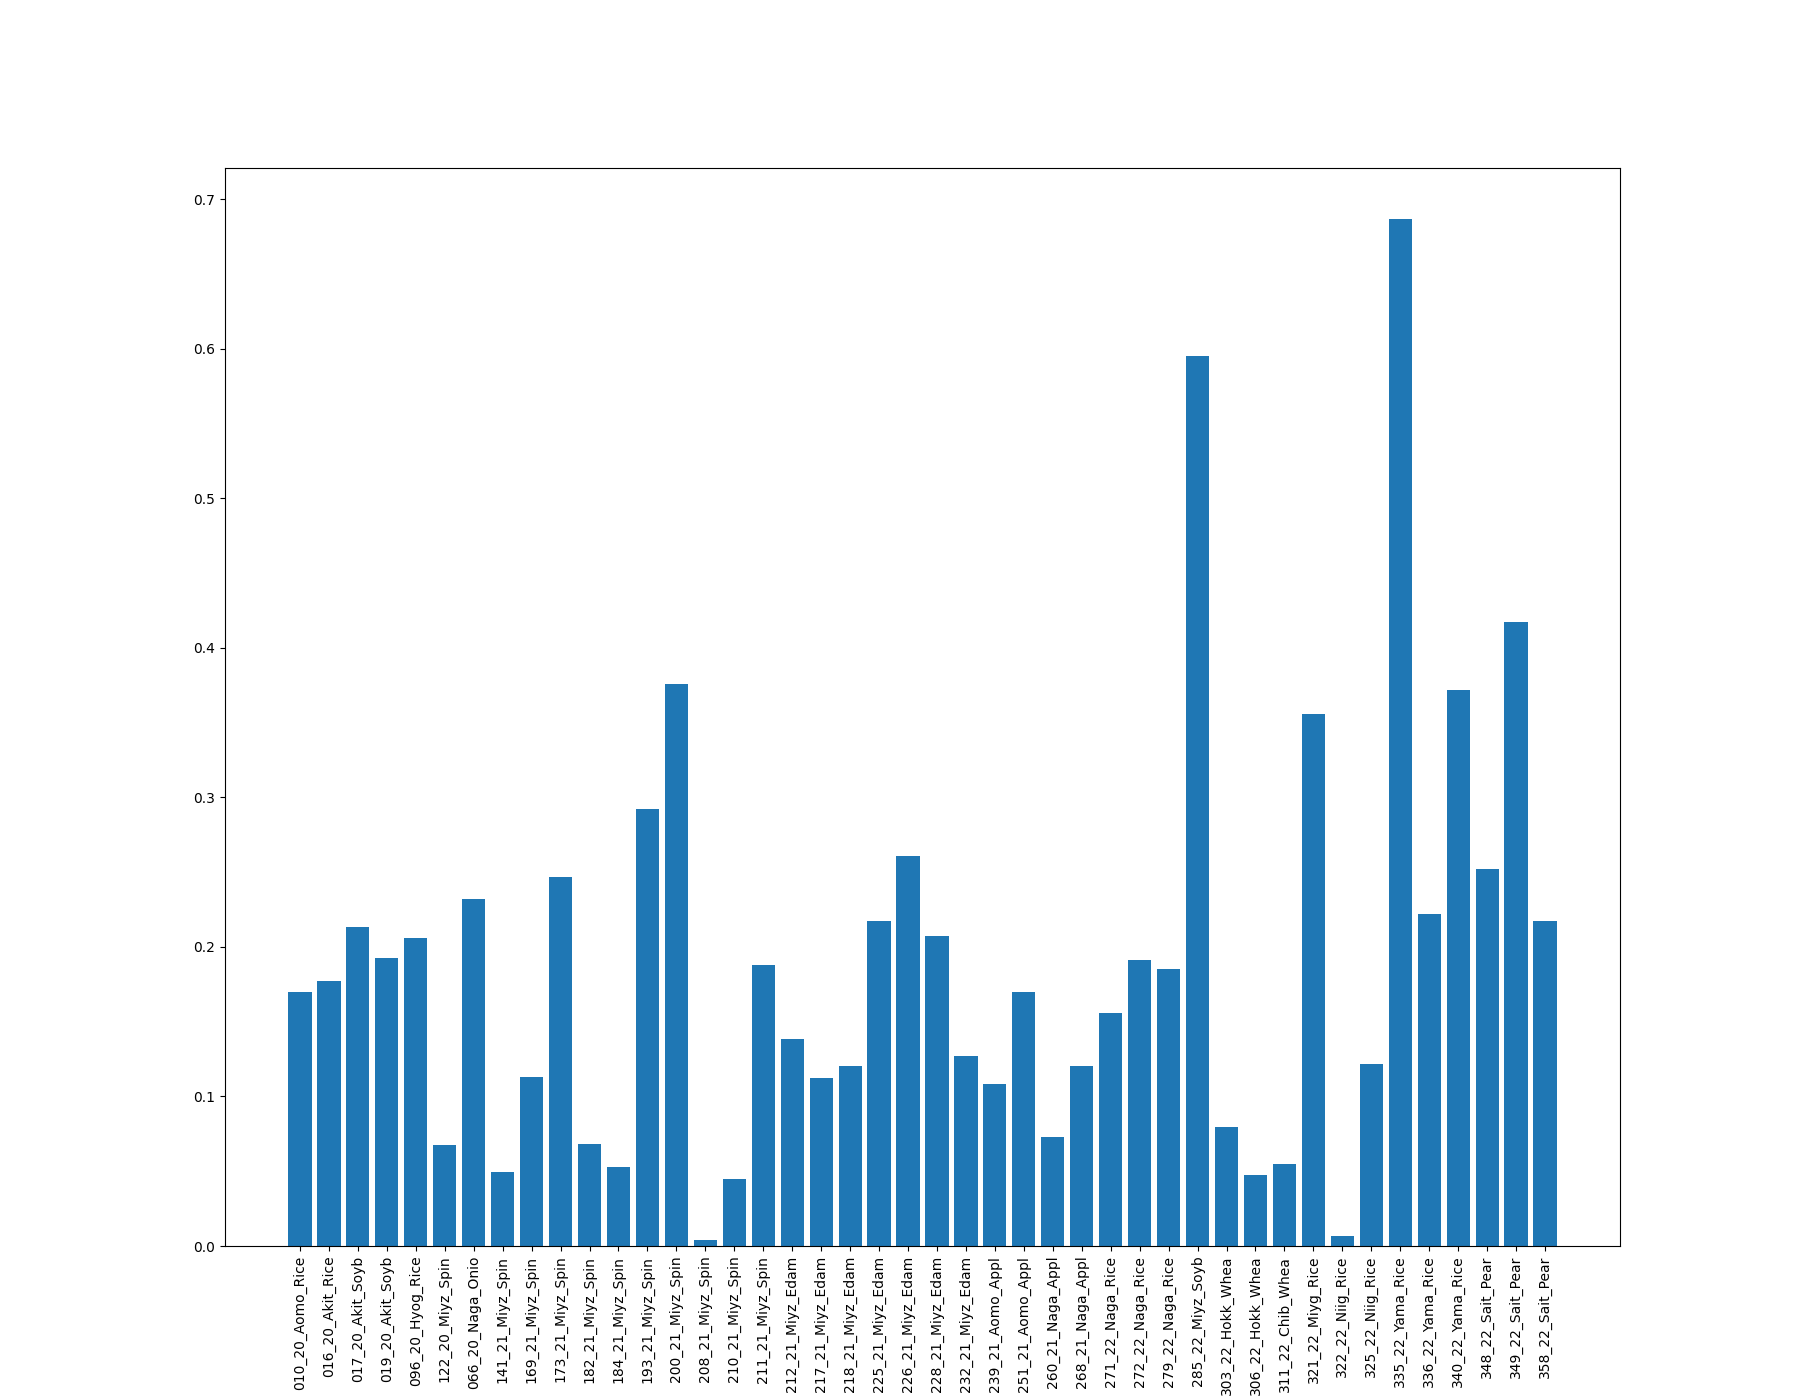 0.7
0.6
0.5
0.4
0.3
0.2
0.1
0.0
010_20_Aomo_Rice
016_20_Akit_Rice
017_20_Akit_Soyb
019_20_Akit_Soyb
096_20_Hyog_Rice
122_20_Miyz_Spin
066_20_Naga_Onio
141_21_Miyz_Spin
169_21_Miyz_Spin
173_21_Miyz_Spin
182_21_Miyz_Spin
184_21_Miyz_Spin
193_21_Miyz_Spin
200_21_Miyz_Spin
208_21_Miyz_Spin
210_21_Miyz_Spin
211_21_Miyz_Spin
212_21_Miyz_Edam
217_21_Miyz_Edam
218_21_Miyz_Edam
225_21_Miyz_Edam
226_21_Miyz_Edam
228_21_Miyz_Edam
232_21_Miyz_Edam
239_21_Aomo_Appl
251_21_Aomo_Appl
260_21_Naga_Appl
268_21_Naga_Appl
271_22_Naga_Rice
272_22_Naga_Rice
279_22_Naga_Rice
285_22_Miyz_Soyb
303_22_Hokk_Whea
306_22_Hokk_Whea
311_22_Chib_Whea
321_22_Miyg_Rice
322_22_Niig_Rice
325_22_Niig_Rice
335_22_Yama_Rice
336_22_Yama_Rice
340_22_Yama_Rice
348_22_Sait_Pear
349_22_Sait_Pear
358_22_Sait_Pear